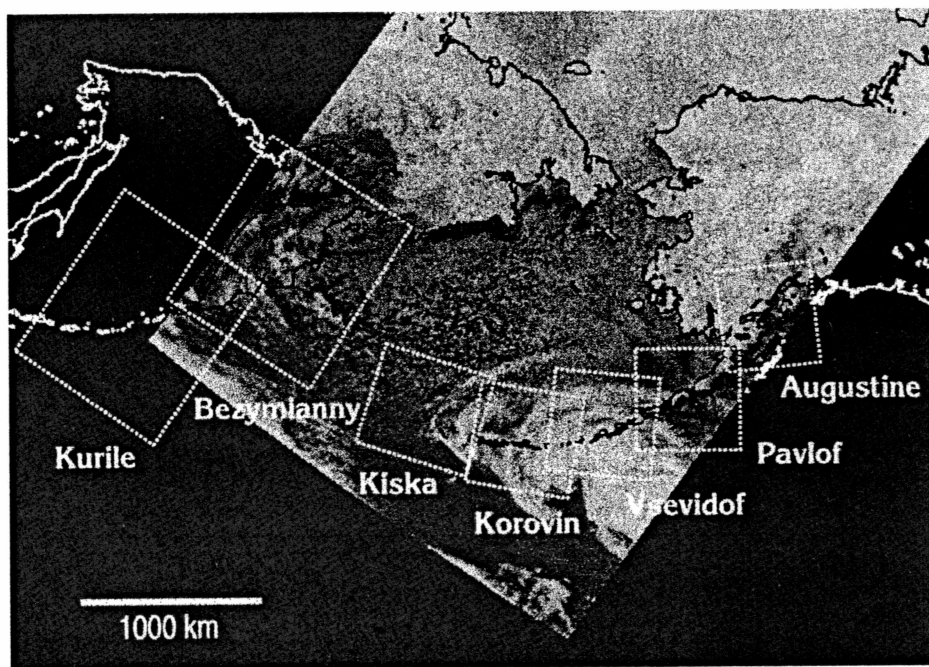 Augustine
Bezymianny
Pavlof
Kurile
Kiska
Vsevidof
Korovin
1000 km